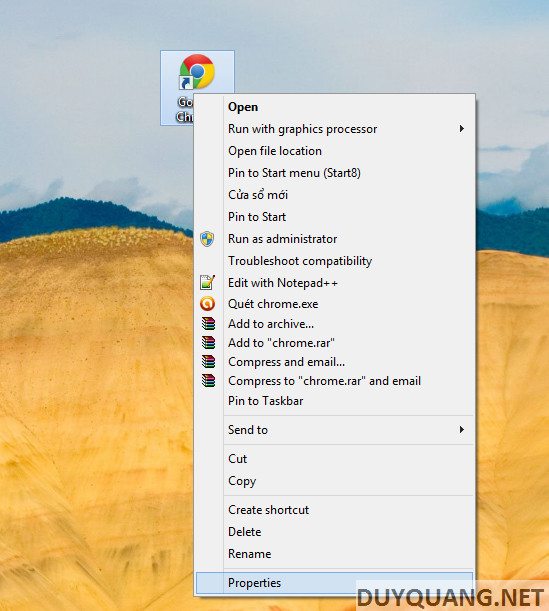 Open
Run with graphics processor
Open file location
Pin to Start menu (Start8)
Cửa sổ mới
Pin to Start
Run as administrator
Troubleshoot compatibility
Edit with Notepad++
Quét chrome.exe
Add to archive...
Add to "chrome.rar"
Compress and email...
Compress to "chrome.rar" and email
Pin to Taskbar
Send to
Cut
Copy
Create shortcut
Delete
Rename
Properties
DUYQUANG.NET